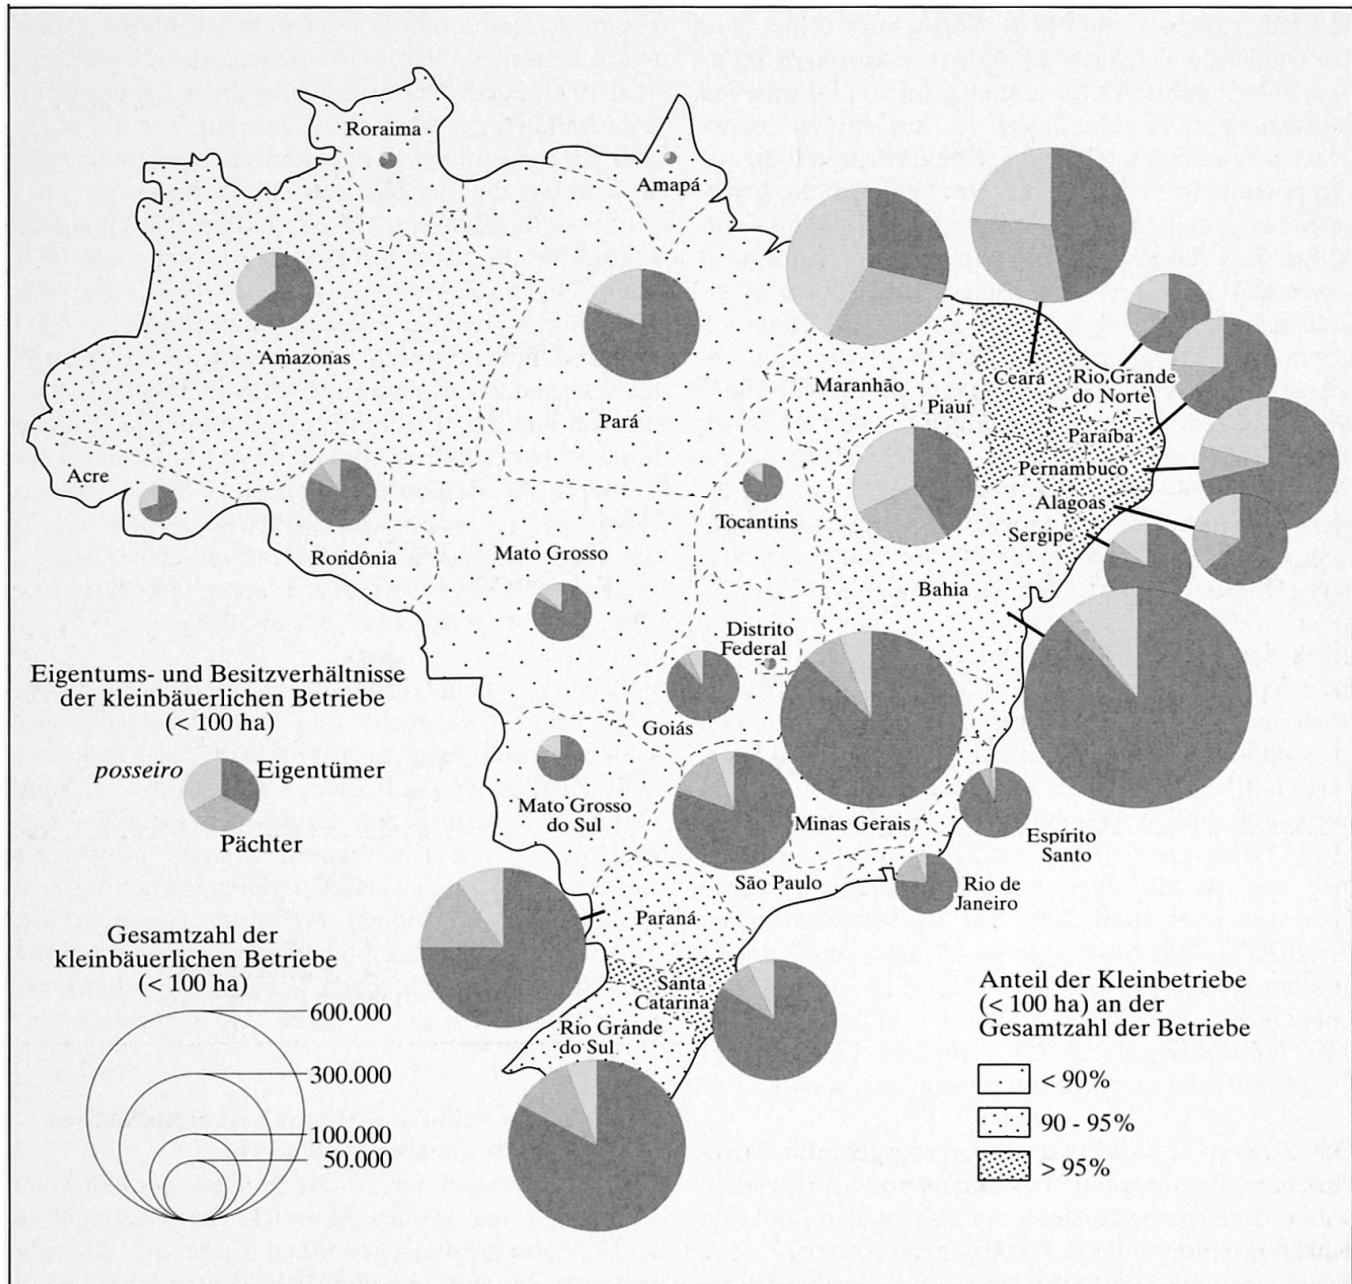 Roraima
Amapá
Amazonas
Pará
Maranhão
Piauí
Ceará
Rio Grande
do Norte
Paraíba
Pernambuco
Alagoas
Sergipe
Acre
Rondônia
Tocantins
Mato Grosso
Bahia
Distrito
Federal
Goiás
Eigentums- und Besitzverhältnisse
der kleinbäuerlichen Betriebe
(< 100 ha)
posseiro
Eigentümer
Pächter
Mato Grosso
do Sul
Minas Gerais
Espírito
Santo
São Paulo
Rio de
Janeiro
Paraná
Santa
Catarina
Rio Grande
do Sul
Gesamtzahl der
kleinbäuerlichen Betriebe
(< 100 ha)
600.000
300.000
100.000
50.000
Anteil der Kleinbetriebe
(< 100 ha) an der
Gesamtzahl der Betriebe
< 90%
90 - 95%
> 95%